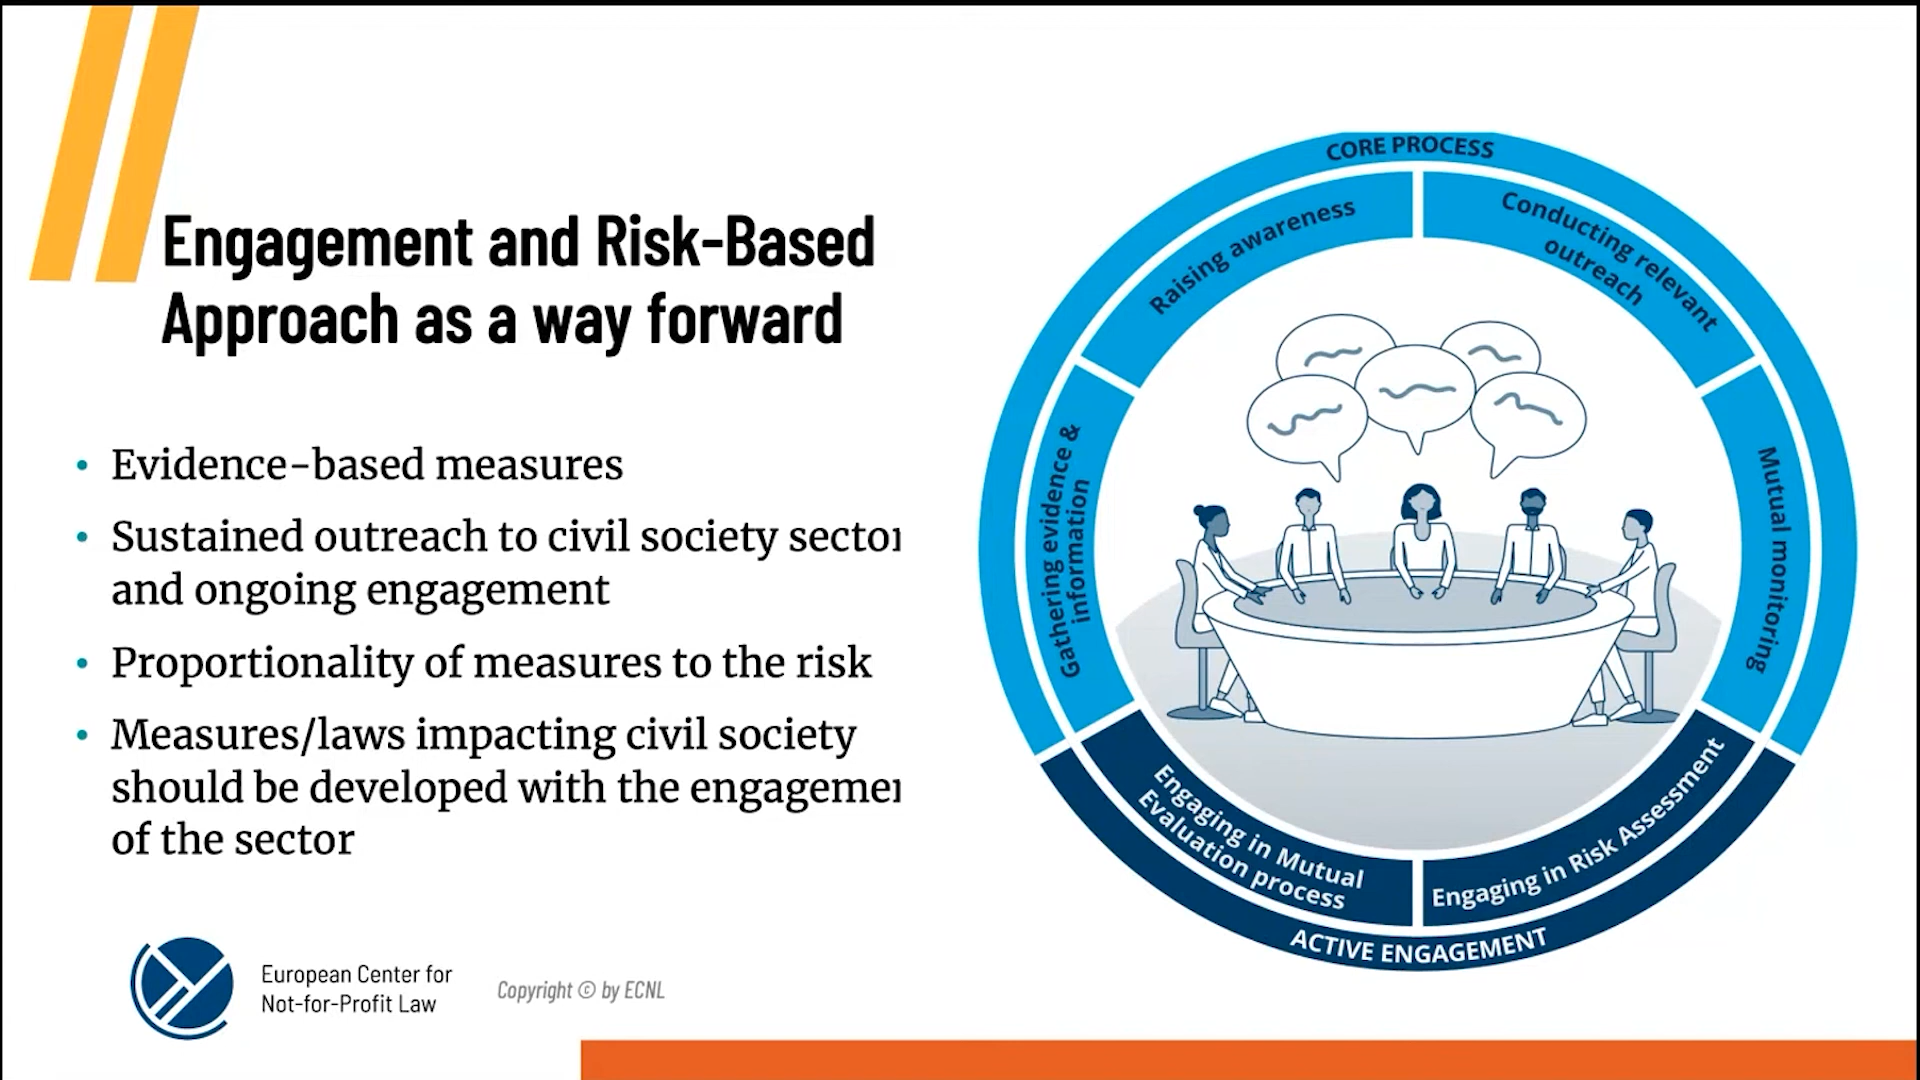 Engagement and Risk-Based
Approach as a way forward
• Evidence-based measures
• Sustained outreach to civil society sector
and ongoing engagement
• Proportionality of measures to the risk
• Measures/laws impacting civil society
should be developed with the
of the sector
European Center for
Not-for-Profit Law
Copyright © by ECNL
CORE PROCESS
Raising awareness
Conducting relevant
outreach
Gathering evidence &
information
Mutual monitoring
Engaging in Mutual
Evaluation process
Engaging in Risk Assessment
ACTIVE ENGAGEMENT